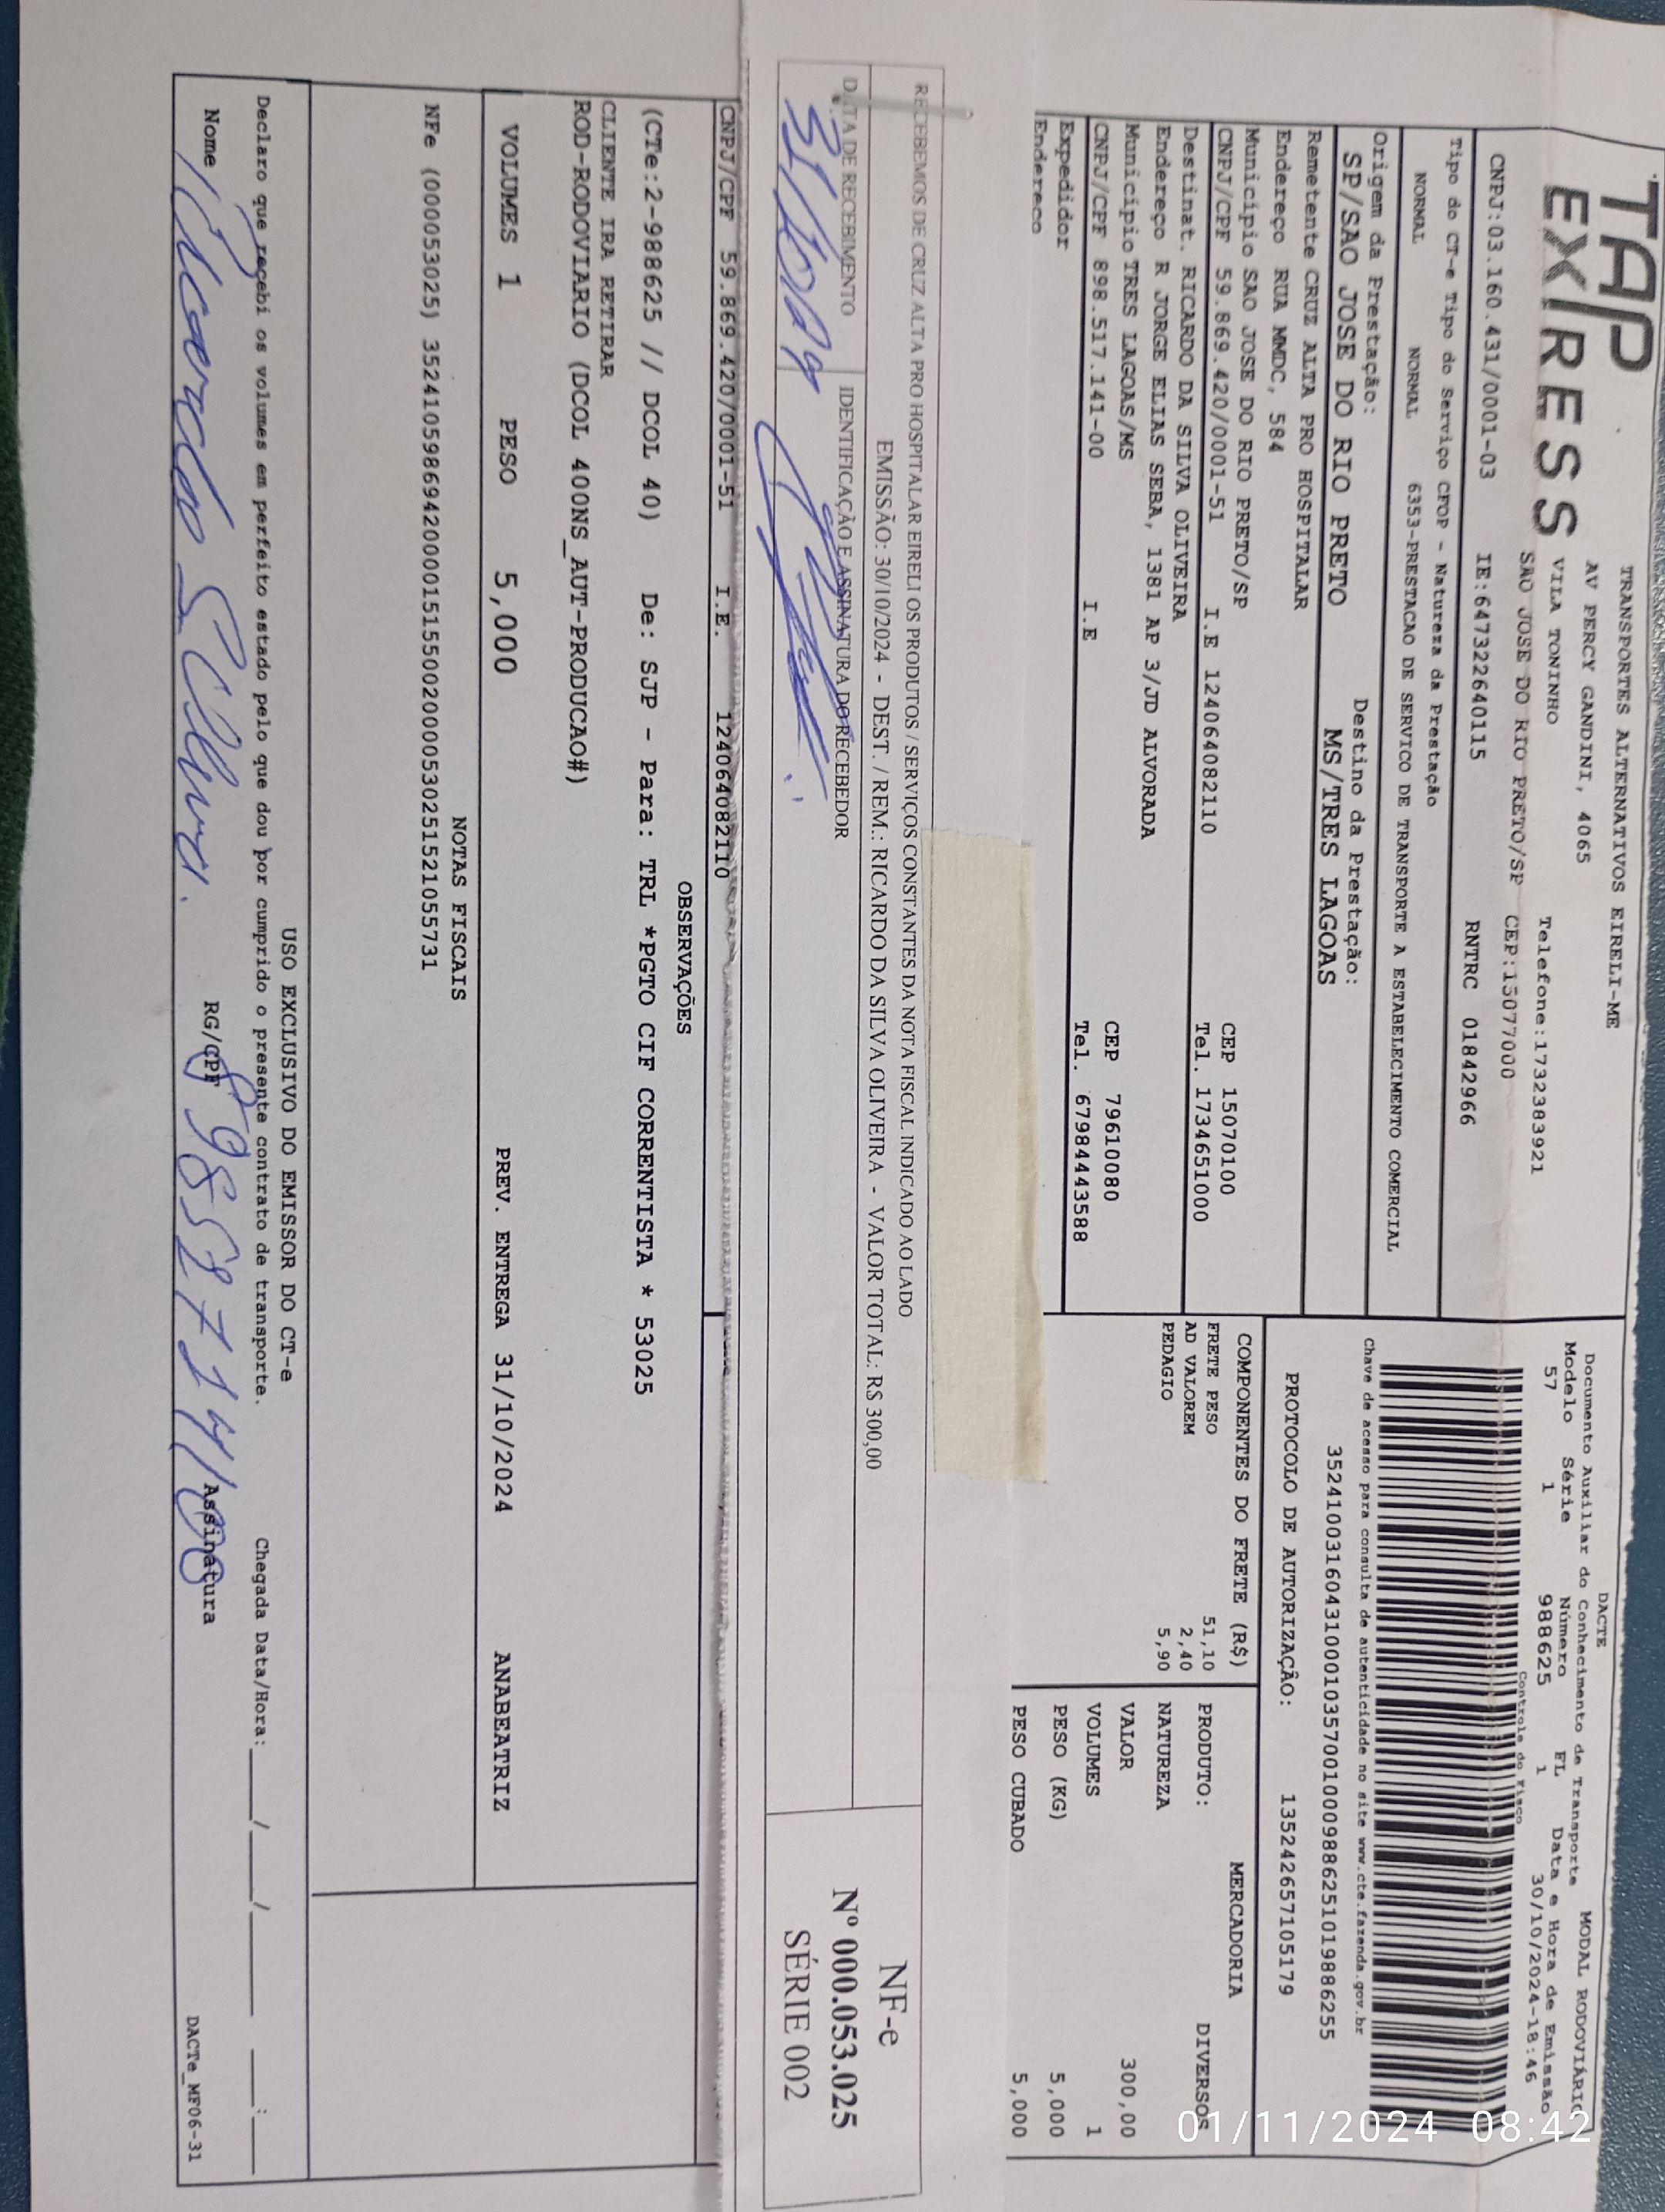 TAP
EXPRESS
TRANSPORTES ALTERNATIVOS EIRELI-ME
AV PERCY GANDINI, 4065
VILA TONINHO
Telefone:1732383921
SAO JOSE DO RIO PRETO/SP CEP:15077000
CNPJ:03.160.431/0001-03 IE:647322640115 RNTRC 01842966
Tipo do CT-e Tipo do Serviço CFOP - Natureza da Prestação
NORMAL NORMAL 6353-PRESTACAO DE SERVICO DE TRANSPORTE A ESTABELECIMENTO COMERCIAL
Origem da Prestação: Destino da Prestação:
SP/SAO JOSE DO RIO PRETO MS/TRES LAGOAS
Remetente CRUZ ALTA PRO HOSPITALAR
Endereço RUA MMDC, 584
Município SAO JOSE DO RIO PRETO/SP CEP 15070100
CNPJ/CPF 59.869.420/0001-51 I.E 124064082110 Tel. 1734651000
Destinat. RICARDO DA SILVA OLIVEIRA
Endereço R JORGE ELIAS SEBA, 1381 AP 3/JD ALVORADA
Município TRES LAGOAS/MS CEP 79610080
CNPJ/CPF 898.517.141-00 I.E Tel. 67984443588
Expedidor
Endereco
DACTE
Documento Auxiliar do Conhecimento de Transporte MODAL RODOVIÁRIO
Modelo Série Número FL Data e Hora de Emissão
57 1 988625 1 30/10/2024-18:46
Controle do Fisco
Chave de acesso para consulta de autenticidade no site www.cte.fazenda.gov.br
35241003160431000103570010009886251019886255
PROTOCOLO DE AUTORIZAÇÃO: 135242657105179
COMPONENTES DO FRETE (R$)
FRETE PESO 51,10
AD VALOREM 2,40
PEDAGIO 5,90
MERCADORIA
PRODUTO: DIVERSOS
NATUREZA
VALOR 300,00
VOLUMES 1
PESO (KG) 5,000
PESO CUBADO 5,000
RECEBEMOS DE CRUZ ALTA PRO HOSPITALAR EIRELI OS PRODUTOS / SERVIÇOS CONSTANTES DA NOTA FISCAL INDICADO AO LADO
EMISSÃO: 30/10/2024 - DEST. / REM.: RICARDO DA SILVA OLIVEIRA - VALOR TOTAL: R$ 300,00
DATA DE RECEBIMENTO IDENTIFICAÇÃO E ASSINATURA DO RECEBEDOR
NF-e
Nº 000.053.025
SÉRIE 002
CNPJ/CPF 59.869.420/0001-51 I.E. 124064082110
OBSERVAÇÕES
(CTe:2-988625 // DCOL 40) De: SJP - Para: TRL *PGTO CIF CORRENTISTA * 53025
CLIENTE IRA RETIRAR
ROD-RODOVIARIO (DCOL 400NS_AUT-PRODUCAO#)
VOLUMES 1 PESO 5,000 PREV. ENTREGA 31/10/2024 ANABEATRIZ
NOTAS FISCAIS
NFe (000053025) 35241059869420000151550020000530251521055731
USO EXCLUSIVO DO EMISSOR DO CT-e
Declaro que recebi os volumes em perfeito estado pelo que dou por cumprido o presente contrato de transporte. Chegada Data/Hora: ___/___/____ ___:___
Nome RG/CPF Assinatura
DACTe_MF06-31
01/11/2024 08:42